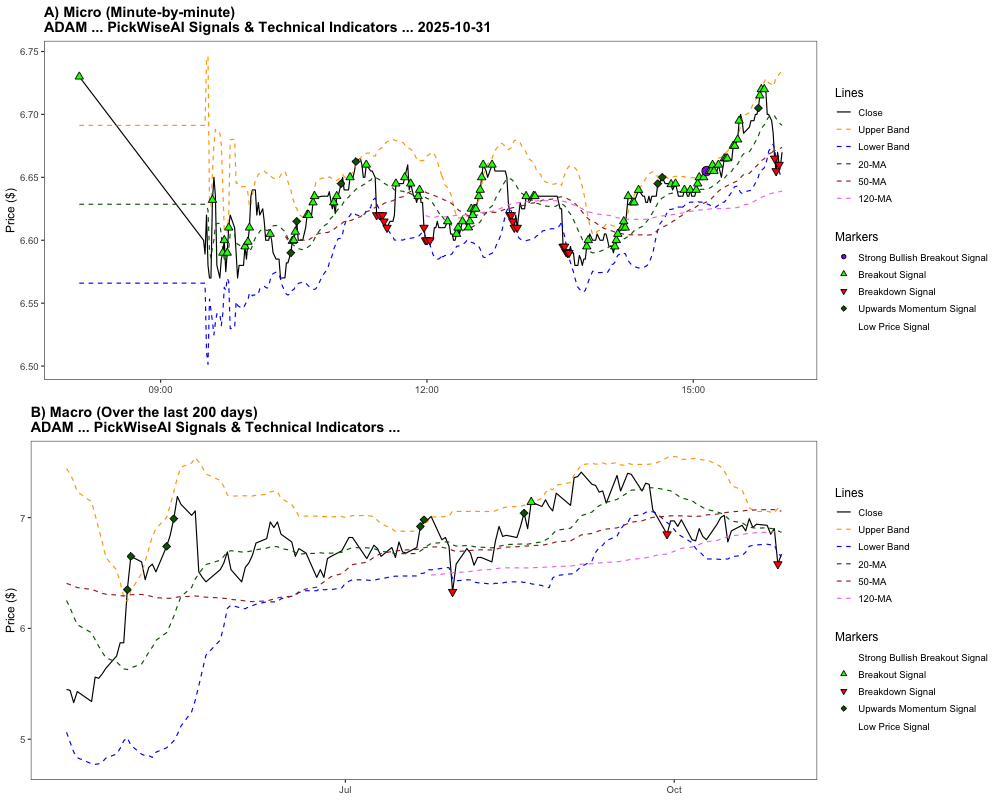 A) Micro (Minute-by-minute)
ADAM ... PickWiseAI Signals & Technical Indicators ... 2025-10-31
6.75
6.70
6.65
6.60
6.55
6.50
Price ($)
09:00
12:00
15:00
Lines
Close
Upper Band
Lower Band
20-MA
50-MA
120-MA
Markers
Strong Bullish Breakout Signal
Breakout Signal
Breakdown Signal
Upwards Momentum Signal
Low Price Signal
B) Macro (Over the last 200 days)
ADAM ... PickWiseAI Signals & Technical Indicators ...
7
6
5
Price ($)
Jul
Oct
Lines
Close
Upper Band
Lower Band
20-MA
50-MA
120-MA
Markers
Strong Bullish Breakout Signal
Breakout Signal
Breakdown Signal
Upwards Momentum Signal
Low Price Signal